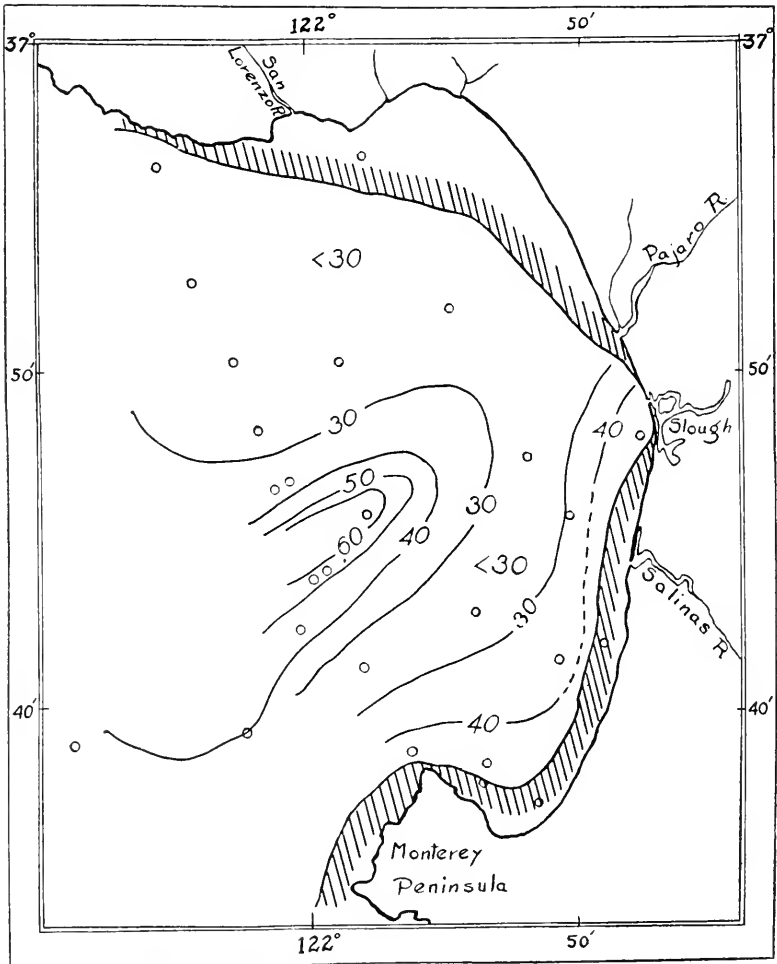 122° 50'
37° 37°
San
Lorenzo R.
Pajaro R.
<30
50' 50'
30
40
Slough
50
30
60
40
<30
Salinas R
30
40' 40'
40
Monterey
Peninsula
122° 50'